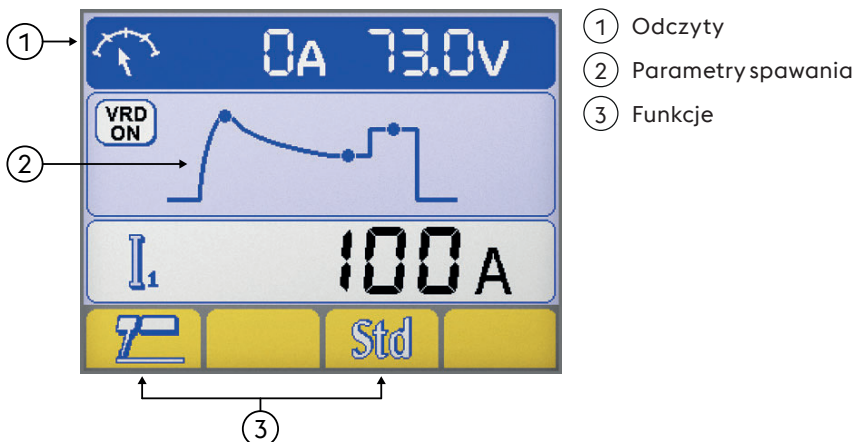 1
0A 73.0V
VRD
ON
2
I1
100A
Std
3
1 Odczyty
2 Parametry spawania
3 Funkcje